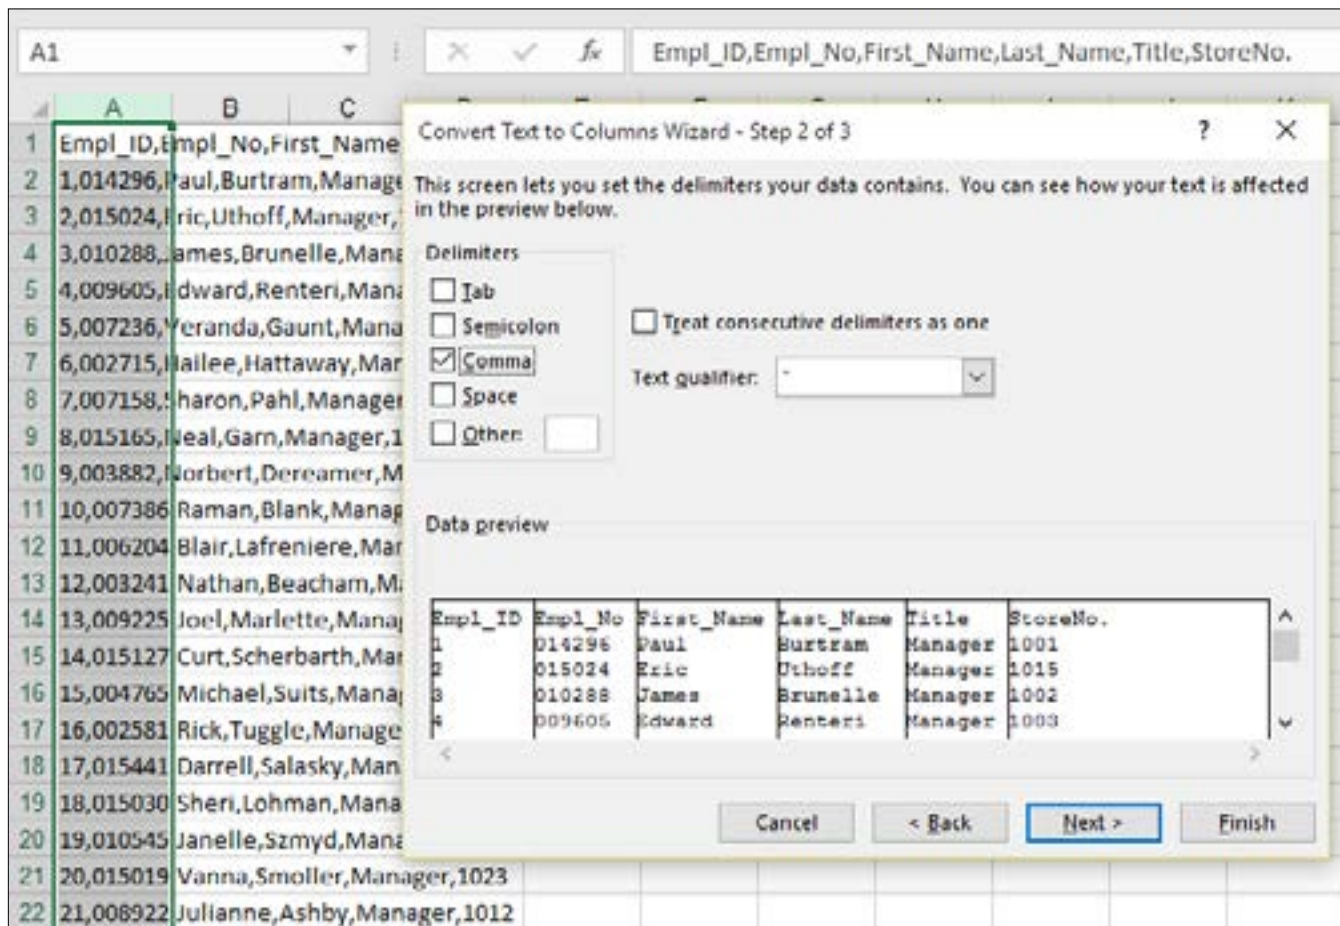 A1 fx Empl_ID,Empl_No,First_Name,Last_Name,Title,StoreNo.
A B C
Convert Text to Columns Wizard - Step 2 of 3 ? ×
This screen lets you set the delimiters your data contains. You can see how your text is affected
in the preview below.
Delimiters
Tab
Semicolon
Comma
Space
Other:
Treat consecutive delimiters as one
Text qualifier: "
Data preview
Empl_ID Empl_No First_Name Last_Name Title StoreNo.
1 014296 Paul Burtram Manager 1001
2 015024 Eric Uthoff Manager 1015
3 010288 James Brunelle Manager 1002
4 009605 Edward Renteri Manager 1003
Cancel < Back Next > Finish
1 Empl_ID,Empl_No,First_Name
2 1,014296,Paul,Burtram,Manage
3 2,015024,Eric,Uthoff,Manager,
4 3,010288,James,Brunelle,Mana
5 4,009605,Edward,Renteri,Mana
6 5,007236,Veranda,Gaunt,Mana
7 6,002715,Hailee,Hattaway,Mar
8 7,007158,Sharon,Pahl,Manager
9 8,015165,Neal,Garn,Manager,1
10 9,003882,Norbert,Dereamer,M
11 10,007386 Raman,Blank,Manag
12 11,006204 Blair,Lafreniere,Mar
13 12,003241 Nathan,Beacham,Ma
14 13,009225 Joel,Marlette,Manag
15 14,015127 Curt,Scherbarth,Mar
16 15,004765 Michael,Suits,Manag
17 16,002581 Rick,Tuggle,Manage
18 17,015441 Darrell,Salasky,Man
19 18,015030 Sheri,Lohman,Mana
20 19,010545 Janelle,Szmyd,Mana
21 20,015019 Vanna,Smoller,Manager,1023
22 21,008922 Julianne,Ashby,Manager,1012